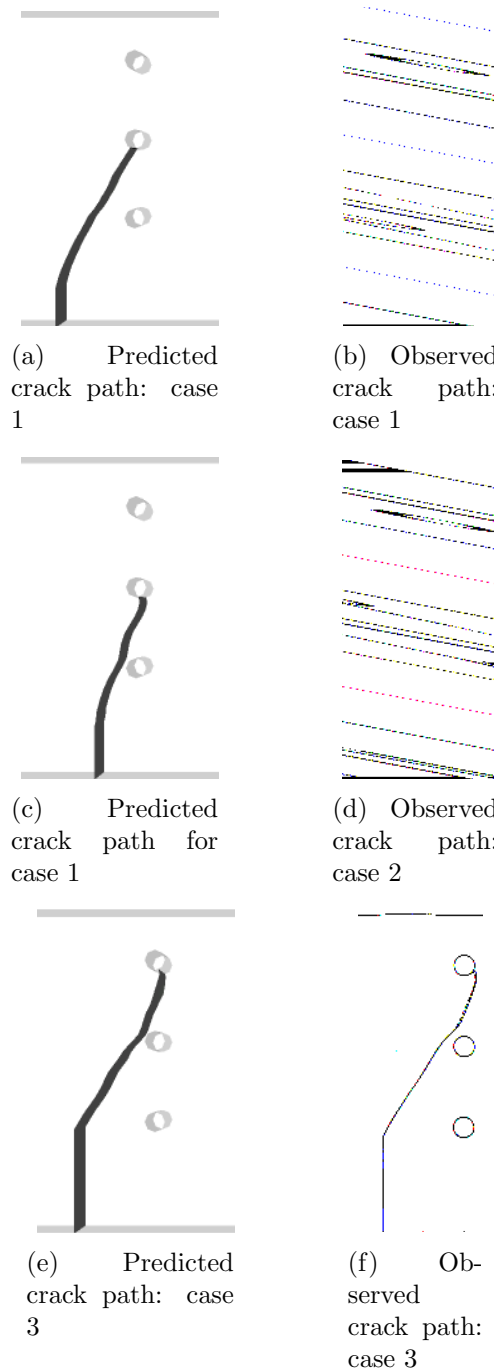 (a) Predicted
crack path: case
1
(b) Observed
crack path:
case 1
(c) Predicted
crack path for
case 1
(d) Observed
crack path:
case 2
(e) Predicted
crack path: case
3
(f) Ob-
served
crack path:
case 3